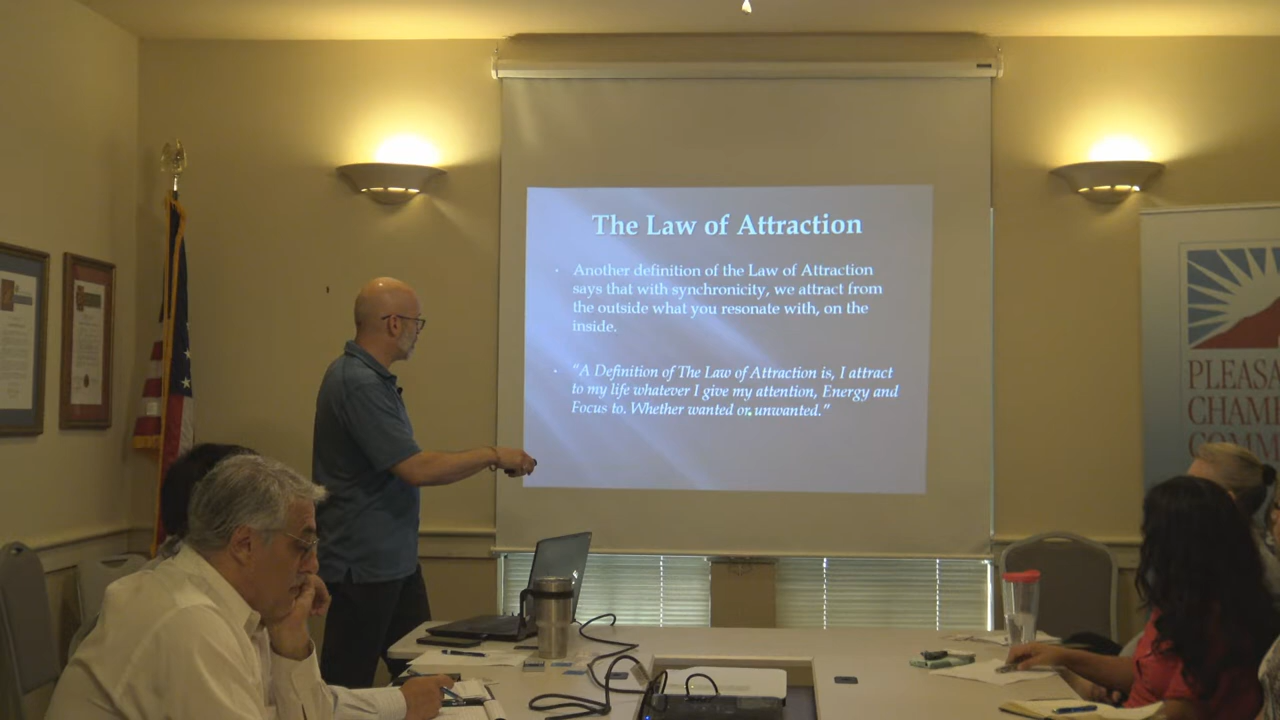 The Law of Attraction
Another definition of the Law of Attraction
says that with synchronicity, we attract from
the outside what you resonate with, on the
inside.
"A Definition of The Law of Attraction is, I attract
to my life whatever I give my attention, Energy and
Focus to. Whether wanted or unwanted."
PLEASA
CHAM
COMM